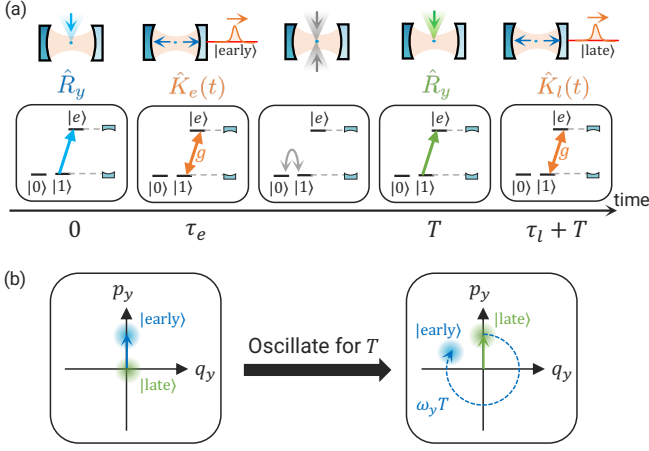 (a)
|early⟩
|late⟩
R̂_y
K̂_e(t)
R̂_y
K̂_l(t)
|e⟩
|0⟩ |1⟩
|e⟩
g
|0⟩ |1⟩
|e⟩
|0⟩ |1⟩
|e⟩
|0⟩ |1⟩
|e⟩
g
|0⟩ |1⟩
time
0
τ_e
T
τ_l + T
(b)
p_y
|early⟩
q_y
|late⟩
Oscillate for T
p_y
|early⟩
|late⟩
q_y
ω_yT